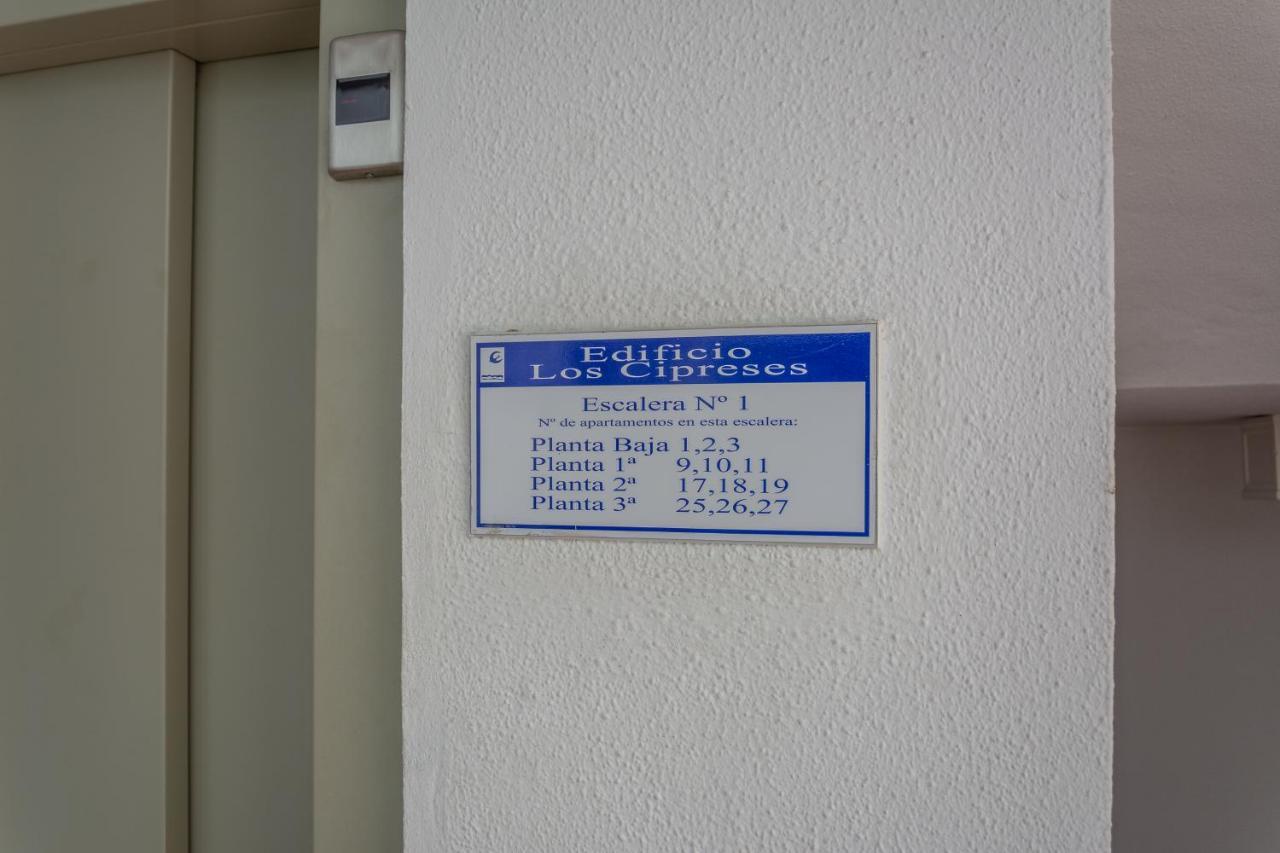 Edificio
Los Cipreses
Escalera Nº 1
Nº de apartamentos en esta escalera:
Planta Baja 1,2,3
Planta 1ª 9,10,11
Planta 2ª 17,18,19
Planta 3ª 25,26,27